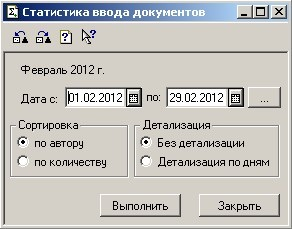 Статистика ввода документов
Февраль 2012 г.
Дата с: 01.02.2012 по: 29.02.2012 ...
Сортировка
по автору
по количеству
Детализация
Без детализации
Детализация по дням
Выполнить Закрыть